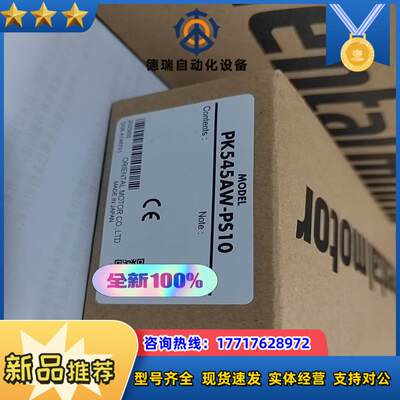 德瑞自动化设备
Contents :
MODEL
PK545AW-PS10
Note :
ORIENTAL MOTOR CO.,LTD.
MADE IN JAPAN
CE
motor
全新100%
咨询热线：17717628972
新品推荐
型号齐全 现货速发 实体经营 支持对公